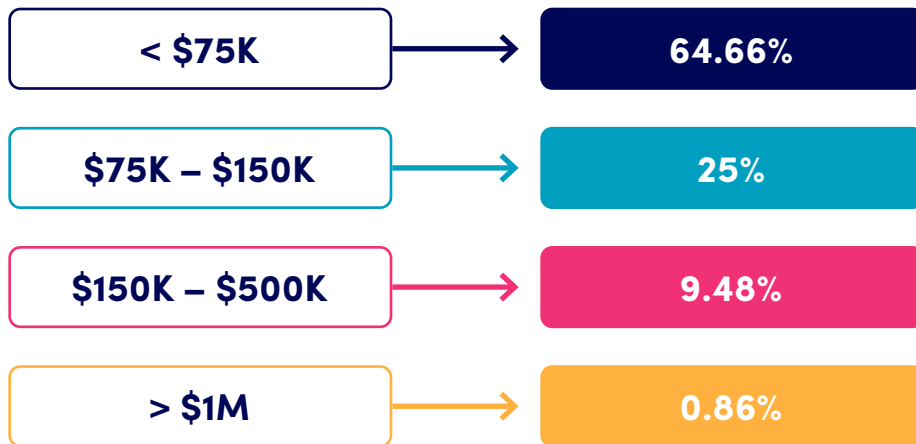 < $75K
64.66%
$75K – $150K
25%
$150K – $500K
9.48%
> $1M
0.86%